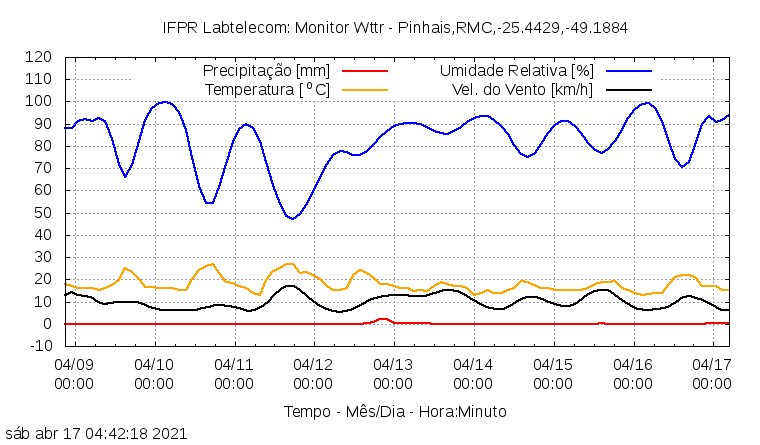 IFPR Labtelecom: Monitor Wttr - Pinhais,RMC,-25.4429,-49.1884
120
110
100
90
80
70
60
50
40
30
20
10
0
-10
Precipitação [mm]
Temperatura [ ⁰C]
Umidade Relativa [%]
Vel. do Vento [km/h]
04/09 04/10 04/11 04/12 04/13 04/14 04/15 04/16 04/17
00:00 00:00 00:00 00:00 00:00 00:00 00:00 00:00 00:00
Tempo - Mês/Dia - Hora:Minuto
sáb abr 17 04:42:18 2021